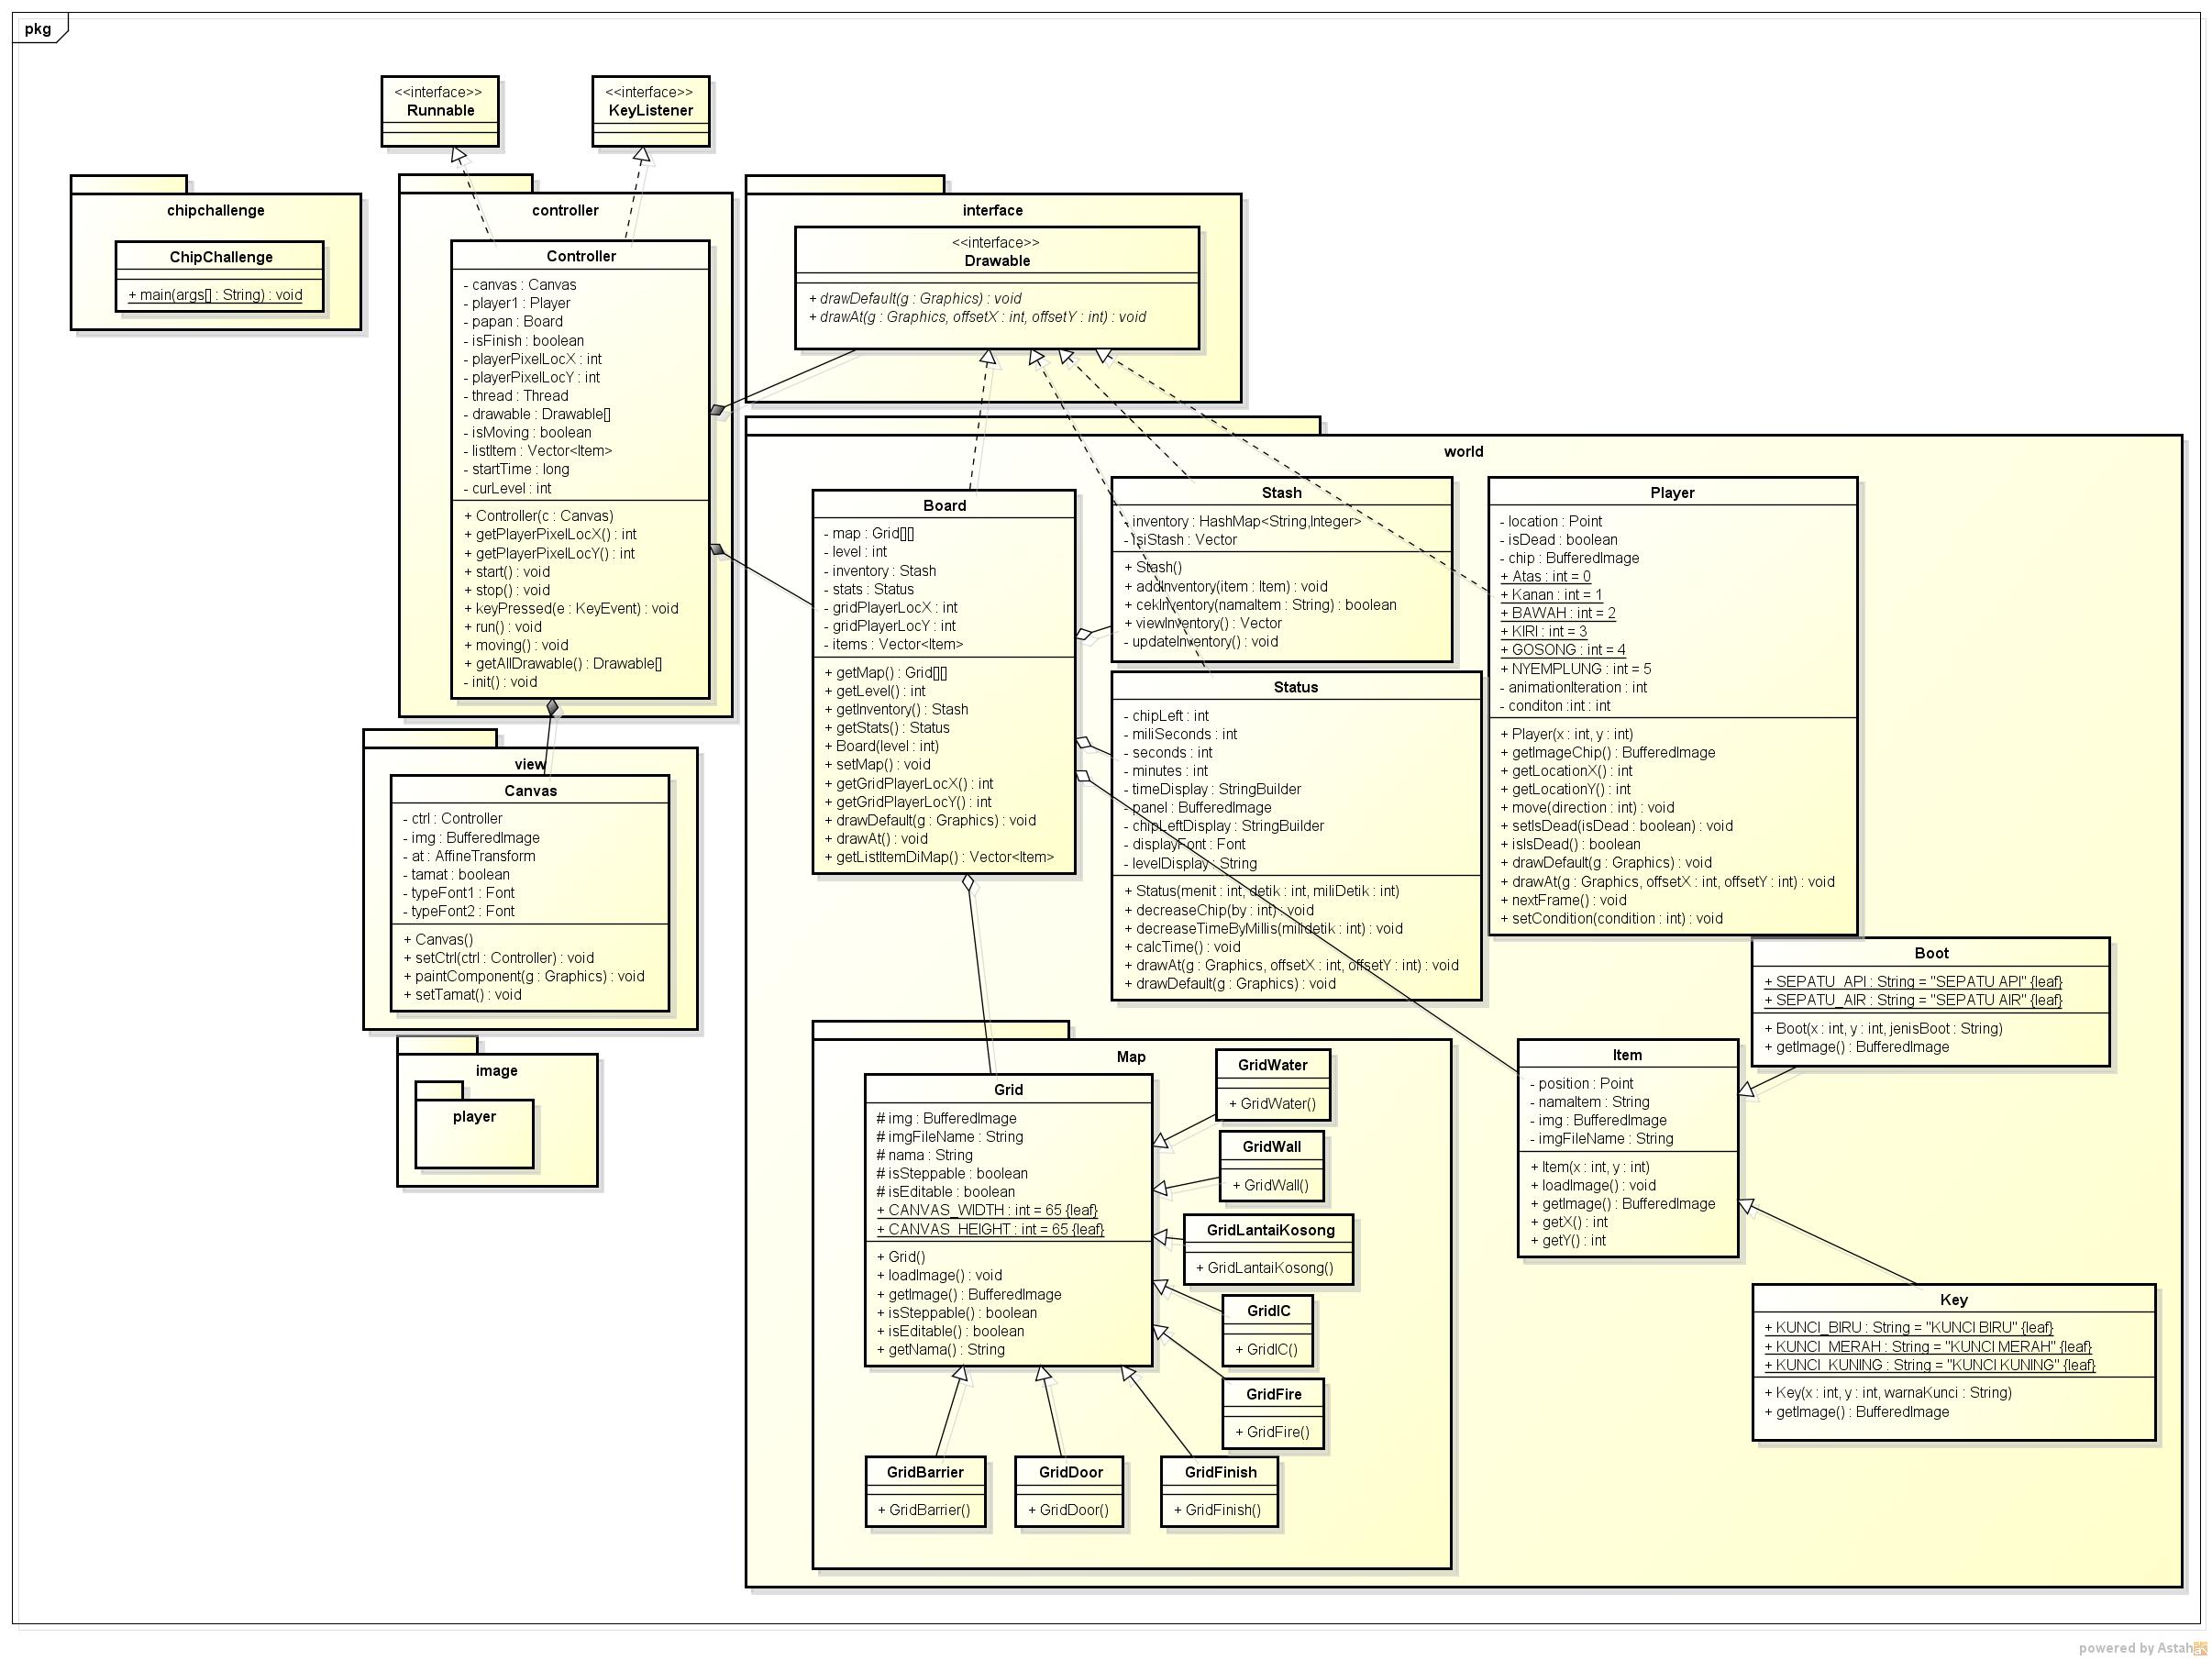 pkg
<<interface>>
Runnable
<<interface>>
KeyListener
chipchallenge
ChipChallenge
+ main(args[] : String) : void
controller
Controller
- canvas : Canvas
- player1 : Player
- papan : Board
- isFinish : boolean
- playerPixelLocX : int
- playerPixelLocY : int
- thread : Thread
- drawable : Drawable[]
- isMoving : boolean
- listItem : Vector<Item>
- startTime : long
- curLevel : int
+ Controller(c : Canvas)
+ getPlayerPixelLocX() : int
+ getPlayerPixelLocY() : int
+ start() : void
+ stop() : void
+ keyPressed(e : KeyEvent) : void
+ run() : void
+ moving() : void
+ getAllDrawable() : Drawable[]
- init() : void
interface
<<interface>>
Drawable
+ drawDefault(g : Graphics) : void
+ drawAt(g : Graphics, offsetX : int, offsetY : int) : void
view
Canvas
- ctrl : Controller
- img : BufferedImage
- at : AffineTransform
- tamat : boolean
- typeFont1 : Font
- typeFont2 : Font
+ Canvas()
+ setCtrl(ctrl : Controller) : void
+ paintComponent(g : Graphics) : void
+ setTamat() : void
image
player
world
Board
- map : Grid[][]
- level : int
- inventory : Stash
- stats : Status
- gridPlayerLocX : int
- gridPlayerLocY : int
- items : Vector<Item>
+ getMap() : Grid[][]
+ getLevel() : int
+ getInventory() : Stash
+ getStats() : Status
+ Board(level : int)
+ setMap() : void
+ getGridPlayerLocX() : int
+ getGridPlayerLocY() : int
+ drawDefault(g : Graphics) : void
+ drawAt() : void
+ getListItemDiMap() : Vector<Item>
Stash
- inventory : HashMap<String,Integer>
- IsiStash : Vector
+ Stash()
+ addInventory(item : Item) : void
+ cekInventory(namaItem : String) : boolean
+ viewInventory() : Vector
- updateInventory() : void
Status
- chipLeft : int
- miliSeconds : int
- seconds : int
- minutes : int
- timeDisplay : StringBuilder
- panel : BufferedImage
- chipLeftDisplay : StringBuilder
- displayFont : Font
- levelDisplay : String
+ Status(menit : int, detik : int, miliDetik : int)
+ decreaseChip(by : int) : void
+ decreaseTimeByMillis(milidetik : int) : void
+ calcTime() : void
+ drawAt(g : Graphics, offsetX : int, offsetY : int) : void
+ drawDefault(g : Graphics) : void
Player
- location : Point
- isDead : boolean
- chip : BufferedImage
+ Atas : int = 0
+ Kanan : int = 1
+ BAWAH : int = 2
+ KIRI : int = 3
+ GOSONG : int = 4
+ NYEMPLUNG : int = 5
- animationIteration : int
- conditon :int : int
+ Player(x : int, y : int)
+ getImageChip() : BufferedImage
+ getLocationX() : int
+ getLocationY() : int
+ move(direction : int) : void
+ setIsDead(isDead : boolean) : void
+ isIsDead() : boolean
+ drawDefault(g : Graphics) : void
+ drawAt(g : Graphics, offsetX : int, offsetY : int) : void
+ nextFrame() : void
+ setCondition(condition : int) : void
Boot
+ SEPATU_API : String = "SEPATU API" {leaf}
+ SEPATU_AIR : String = "SEPATU AIR" {leaf}
+ Boot(x : int, y : int, jenisBoot : String)
+ getImage() : BufferedImage
Item
- position : Point
- namaItem : String
- img : BufferedImage
- imgFileName : String
+ Item(x : int, y : int)
+ loadImage() : void
+ getImage() : BufferedImage
+ getX() : int
+ getY() : int
Key
+ KUNCI_BIRU : String = "KUNCI BIRU" {leaf}
+ KUNCI_MERAH : String = "KUNCI MERAH" {leaf}
+ KUNCI_KUNING : String = "KUNCI KUNING" {leaf}
+ Key(x : int, y : int, warnaKunci : String)
+ getImage() : BufferedImage
Map
Grid
# img : BufferedImage
# imgFileName : String
# nama : String
# isSteppable : boolean
# isEditable : boolean
+ CANVAS_WIDTH : int = 65 {leaf}
+ CANVAS_HEIGHT : int = 65 {leaf}
+ Grid()
+ loadImage() : void
+ getImage() : BufferedImage
+ isSteppable() : boolean
+ isEditable() : boolean
+ getNama() : String
GridWater
+ GridWater()
GridWall
+ GridWall()
GridLantaiKosong
+ GridLantaiKosong()
GridIC
+ GridIC()
GridFire
+ GridFire()
GridBarrier
+ GridBarrier()
GridDoor
+ GridDoor()
GridFinish
+ GridFinish()
powered by Astah